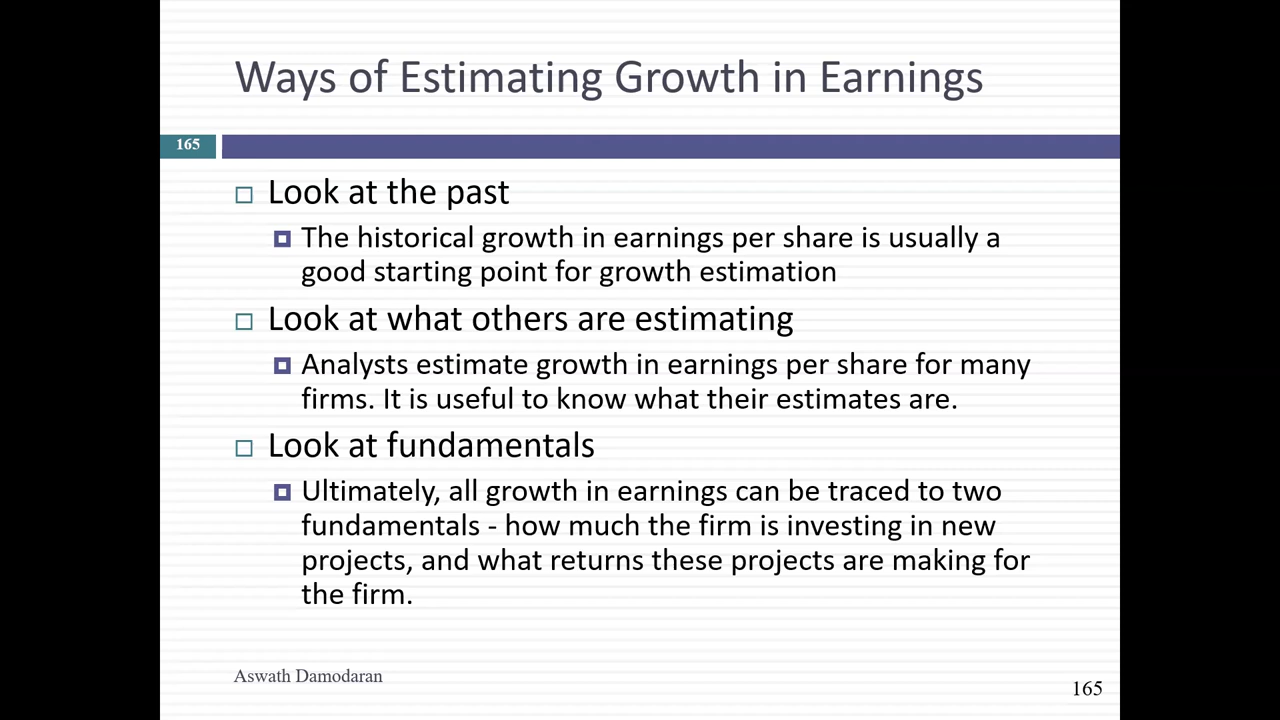 Ways of Estimating Growth in Earnings
165
Look at the past
The historical growth in earnings per share is usually a
good starting point for growth estimation
Look at what others are estimating
Analysts estimate growth in earnings per share for many
firms. It is useful to know what their estimates are.
Look at fundamentals
Ultimately, all growth in earnings can be traced to two
fundamentals - how much the firm is investing in new
projects, and what returns these projects are making for
the firm.
Aswath Damodaran
165